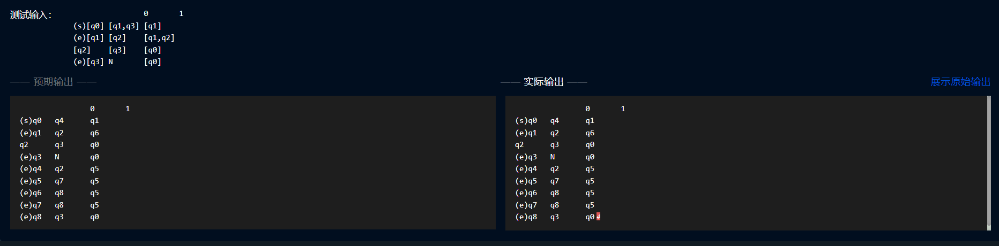 测试输入： 0 1
(s)[q0] [q1,q3] [q1]
(e)[q1] [q2] [q1,q2]
[q2] [q3] [q0]
(e)[q3] N [q0]
—— 预期输出 ——
0 1
(s)q0 q4 q1
(e)q1 q2 q6
q2 q3 q0
(e)q3 N q0
(e)q4 q2 q5
(e)q5 q7 q5
(e)q6 q8 q5
(e)q7 q8 q5
(e)q8 q3 q0
—— 实际输出 ——
展示原始输出
0 1
(s)q0 q4 q1
(e)q1 q2 q6
q2 q3 q0
(e)q3 N q0
(e)q4 q2 q5
(e)q5 q7 q5
(e)q6 q8 q5
(e)q7 q8 q5
(e)q8 q3 q0↵